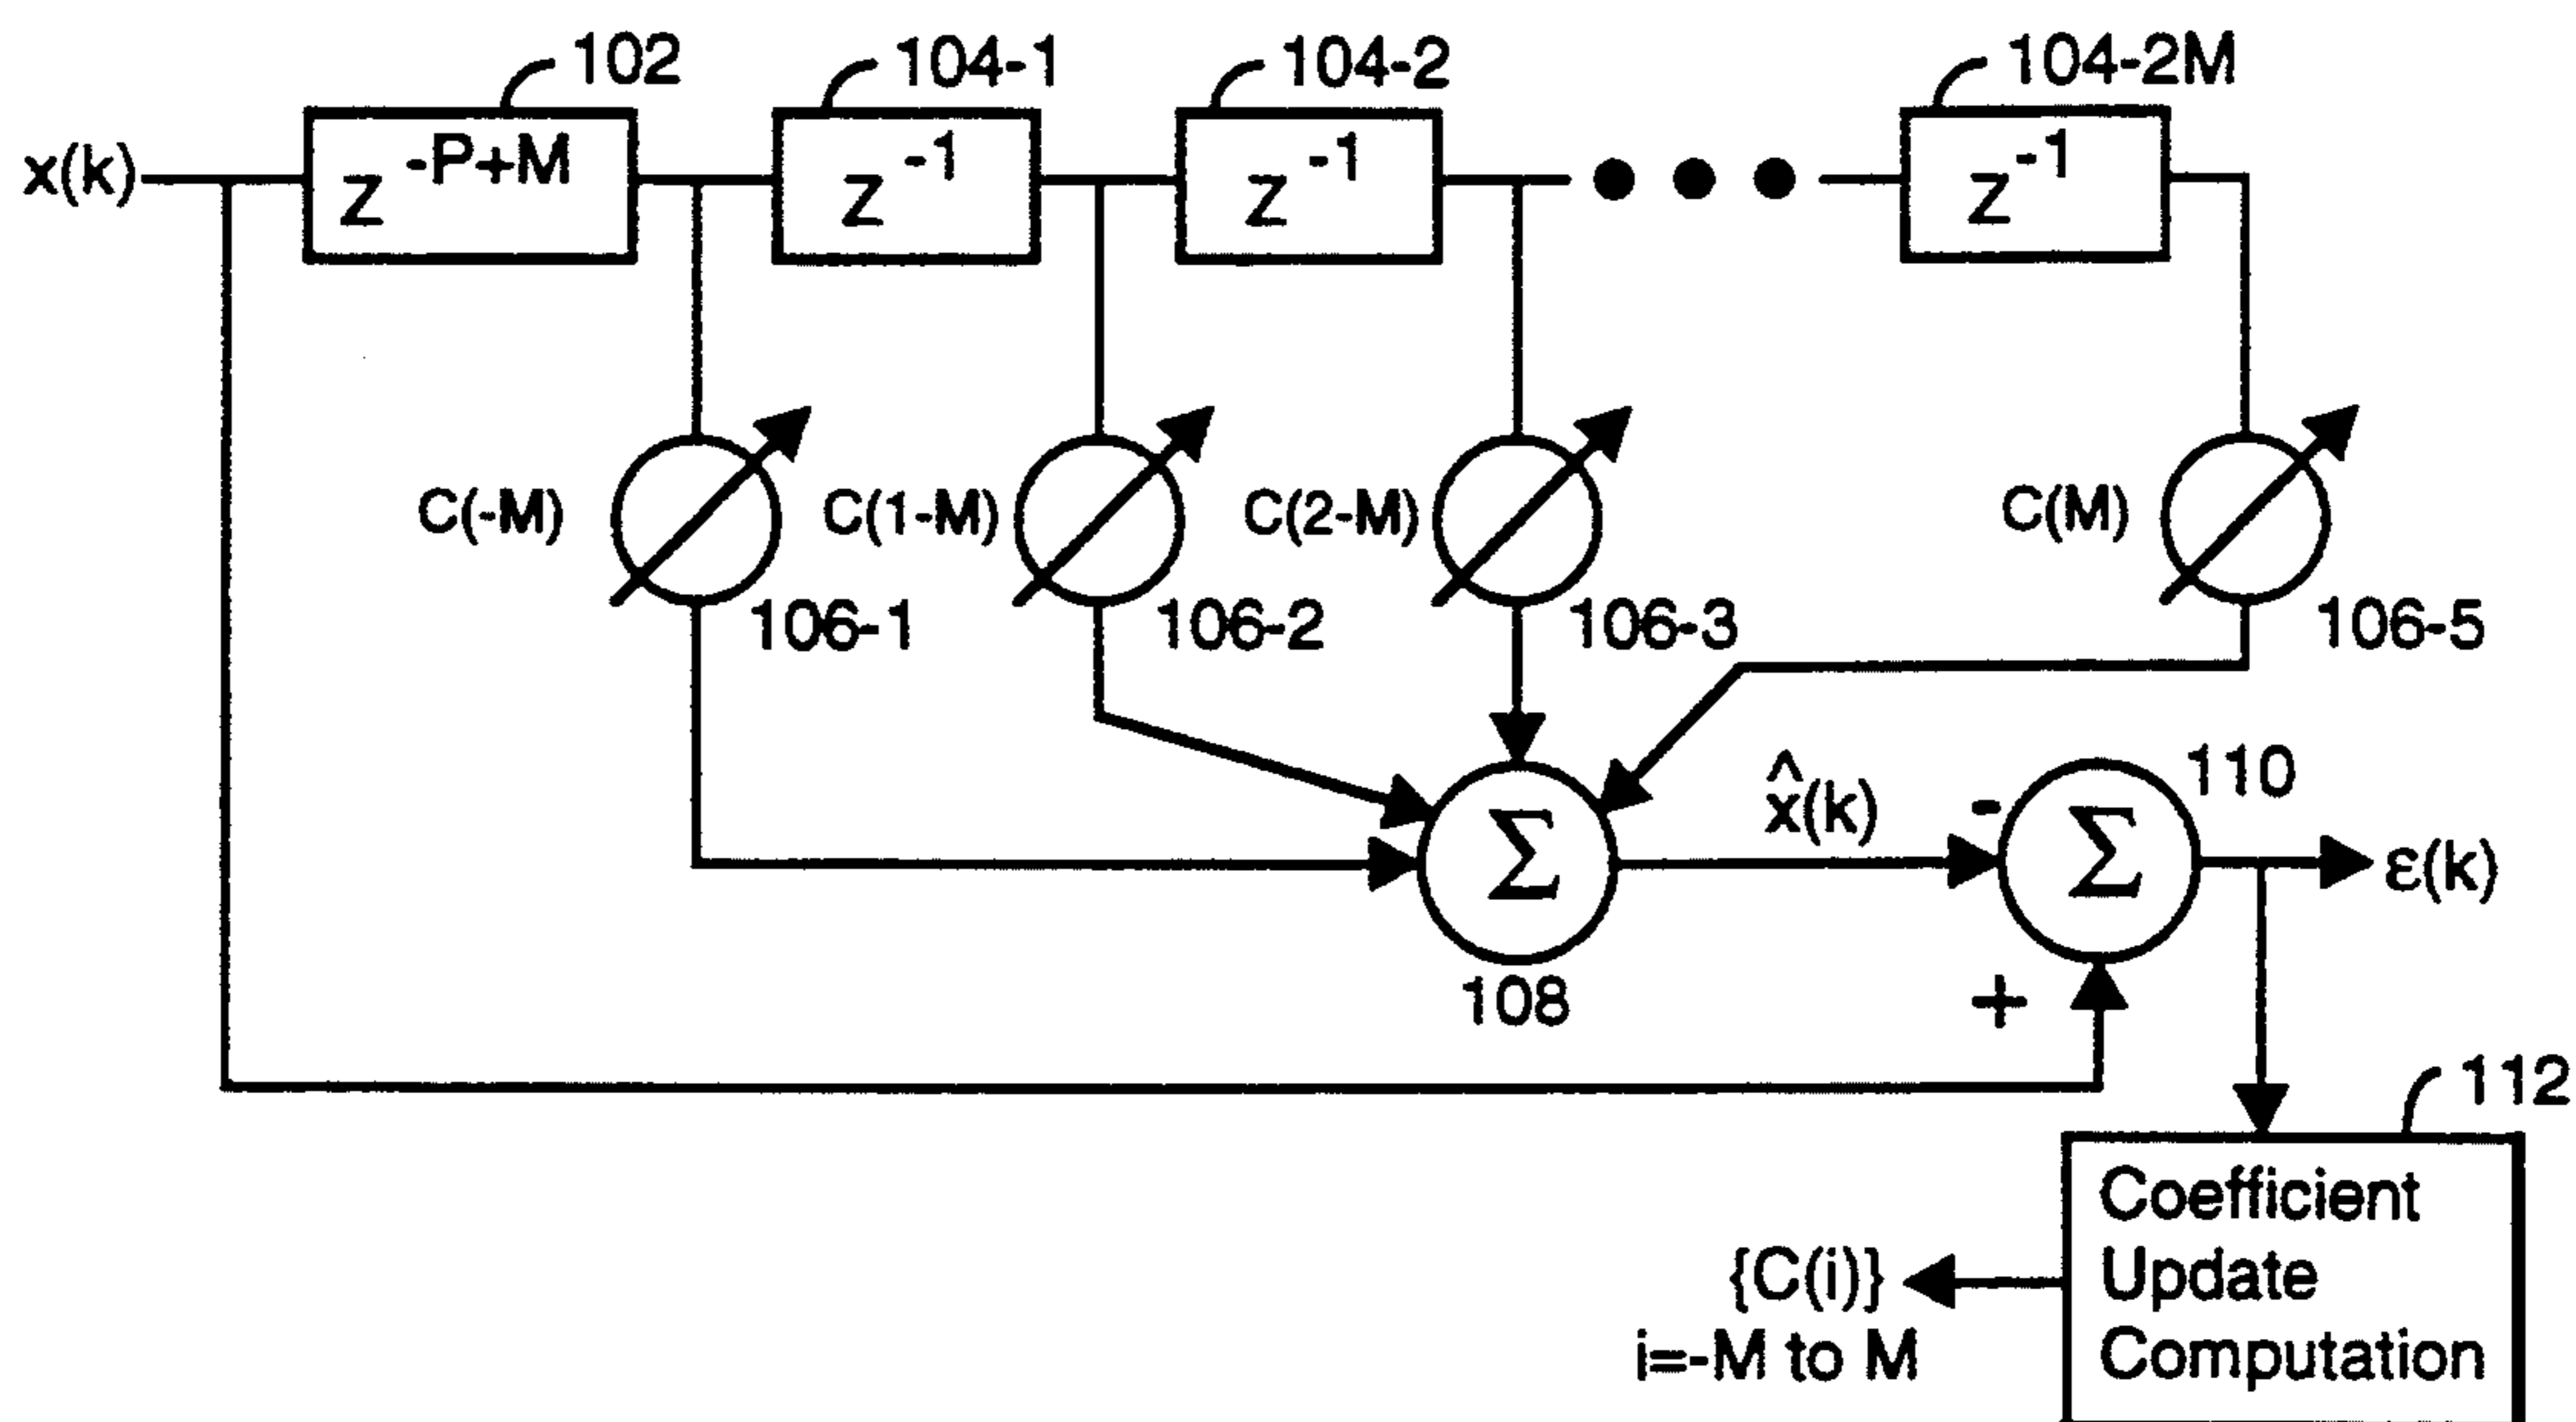 102
104-1
104-2
104-2M
x(k)
z^-P+M
z^-1
z^-1
z^-1
C(-M)
C(1-M)
C(2-M)
C(M)
106-1
106-2
106-3
106-5
Σ
108
x̂(k)
-
+
Σ
110
ε(k)
112
Coefficient
Update
Computation
{C(i)}
i=-M to M